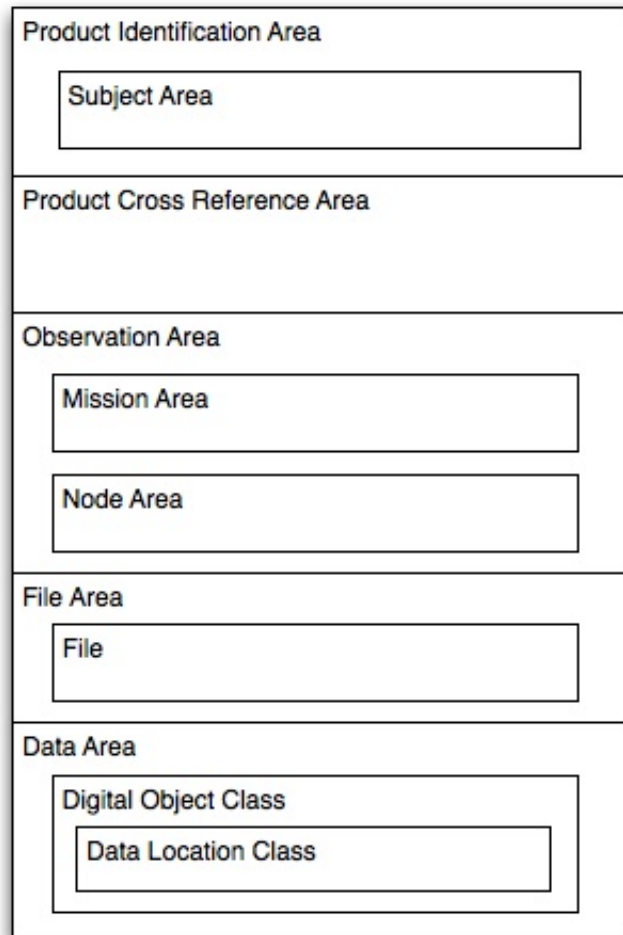 Product Identification Area
Subject Area
Product Cross Reference Area
Observation Area
Mission Area
Node Area
File Area
File
Data Area
Digital Object Class
Data Location Class